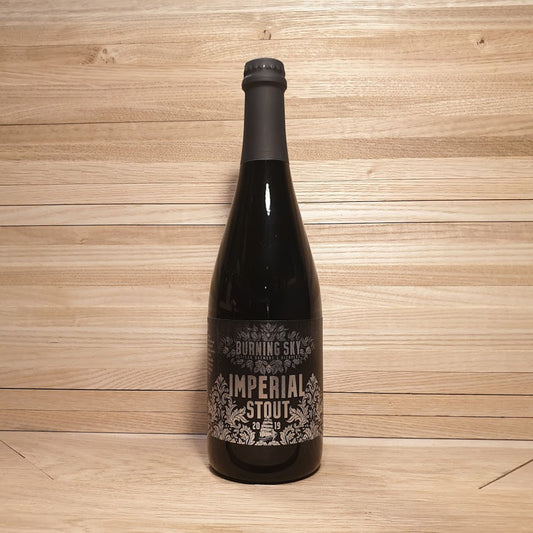 BURNING SKY
IMPERIAL
STOUT
20 19